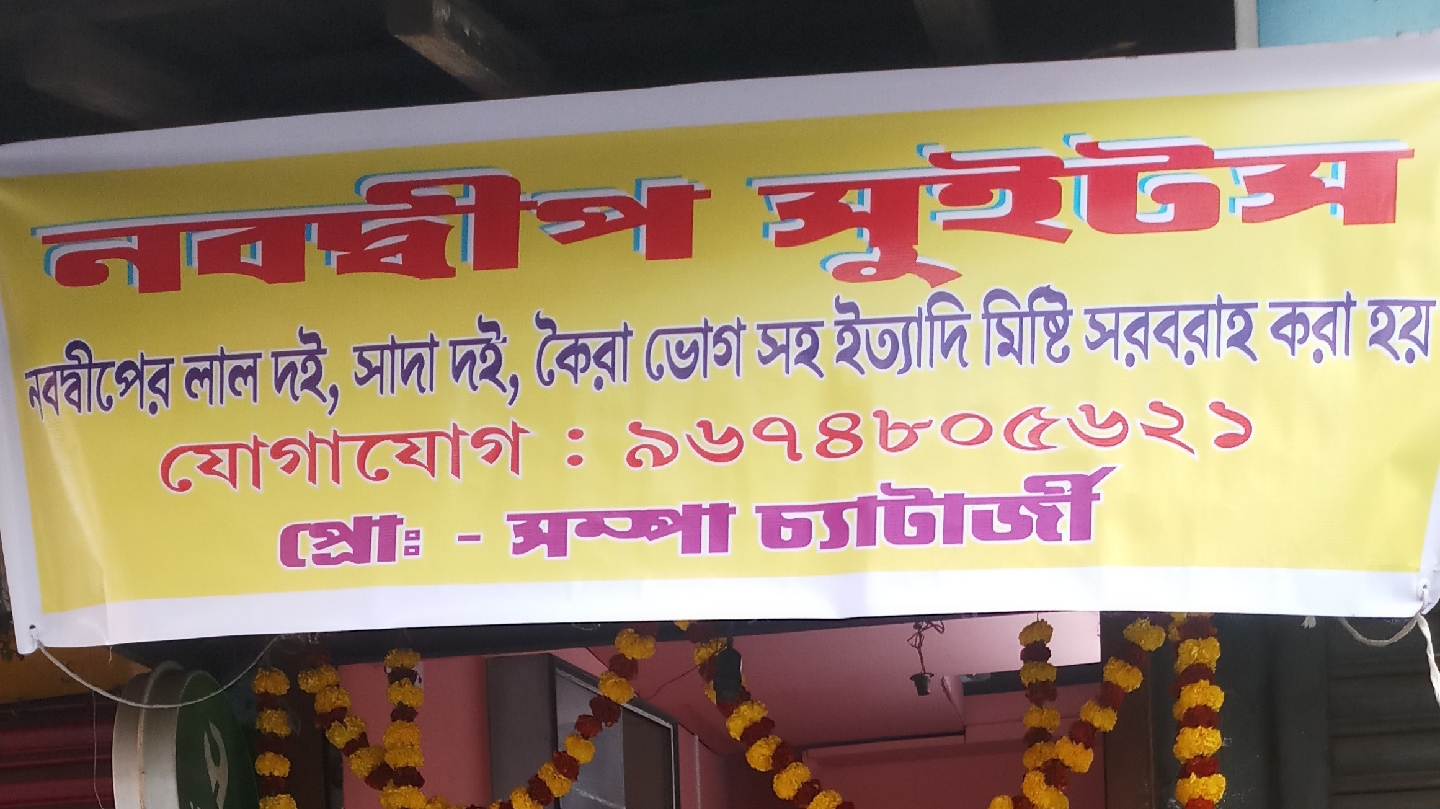 নবদ্বীপ সুইটস
নবদ্বীপের লাল দই, সাদা দই, কৈরা ভোগ সহ ইত্যাদি মিষ্টি সরবরাহ করা হয়
যোগাযোগ : ৯৬৭৪৮০৫৬২১
প্রোঃ - সম্পা চ্যাটার্জী